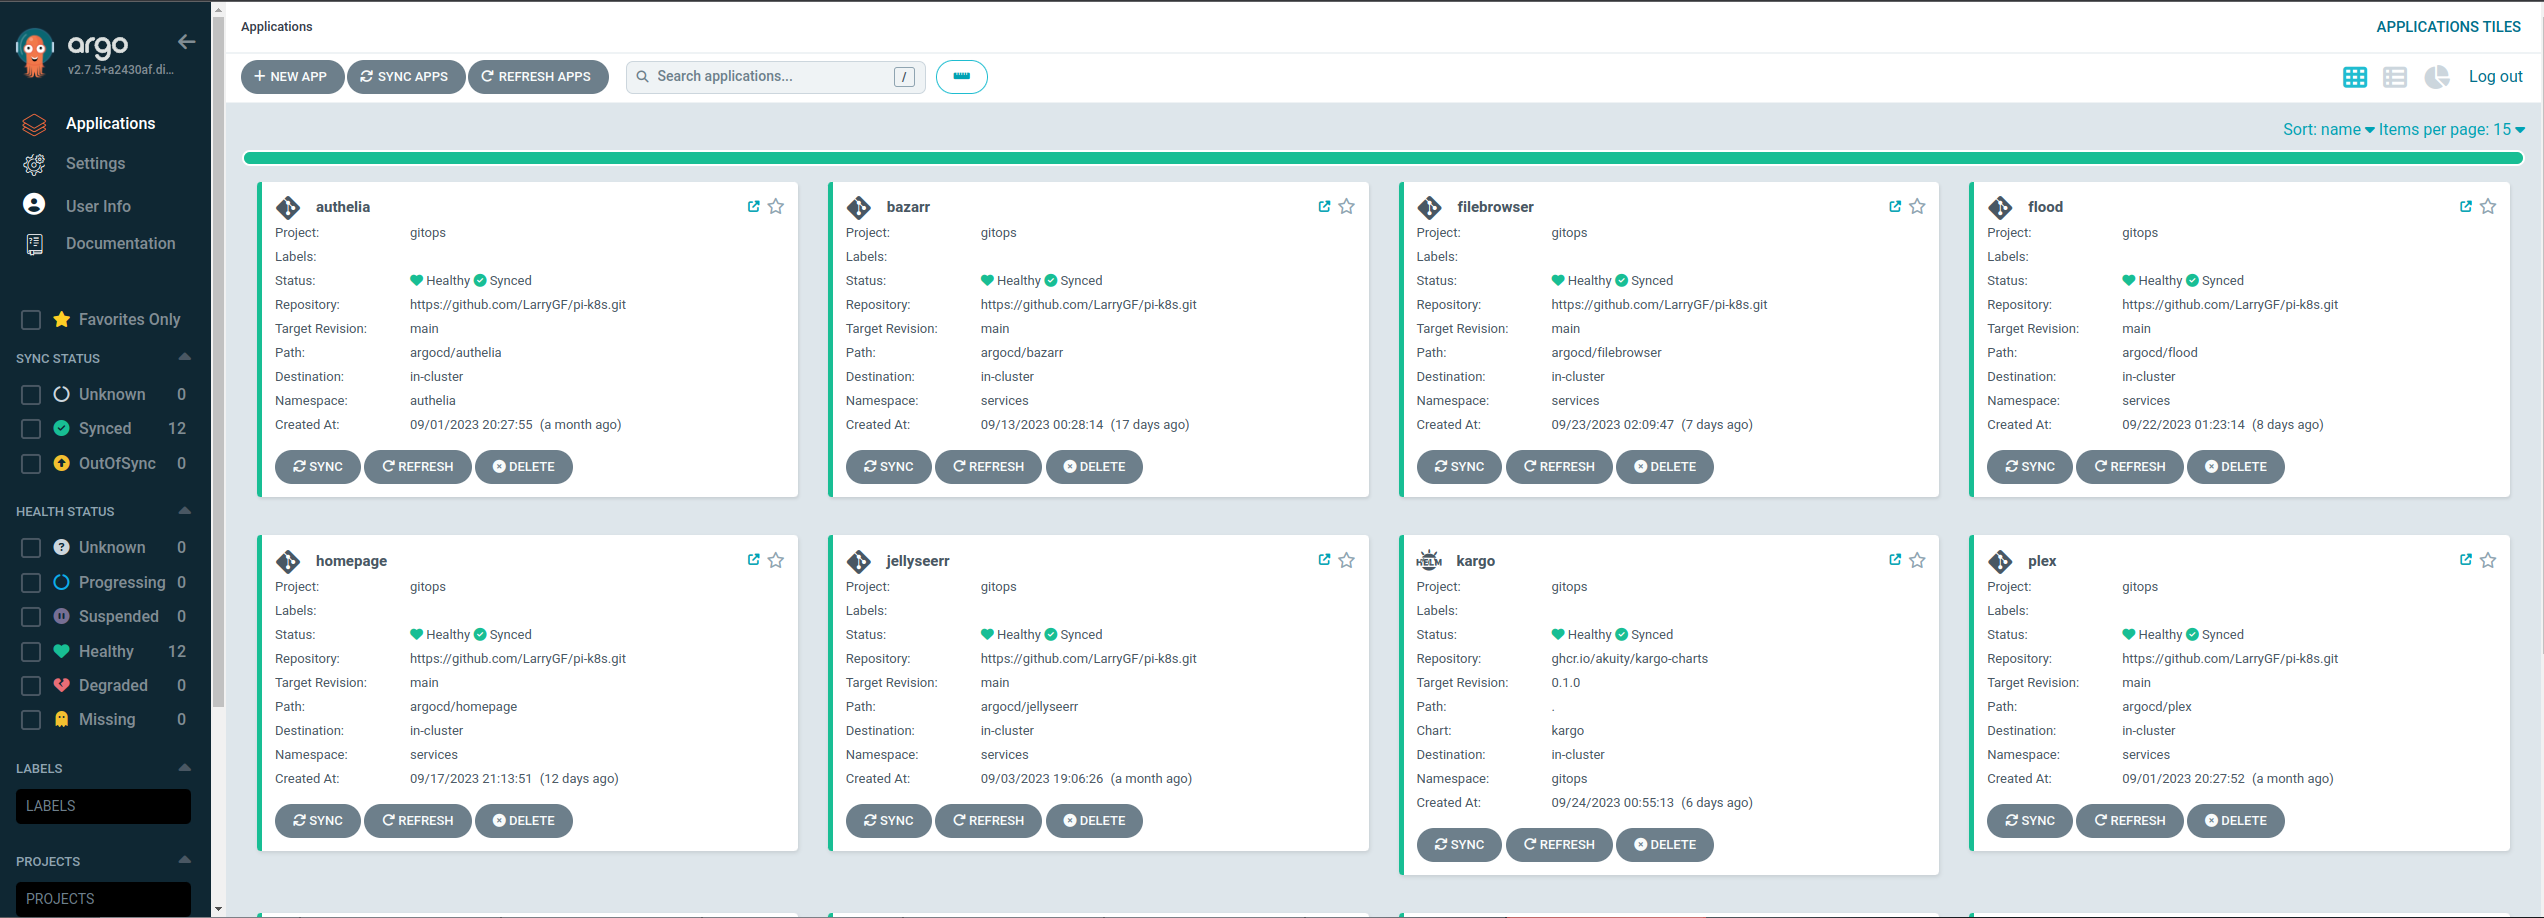 argo
v2.7.5+a2430af.di...
Applications
Settings
User Info
Documentation
Favorites Only
SYNC STATUS
Unknown 0
Synced 12
OutOfSync 0
HEALTH STATUS
Unknown 0
Progressing 0
Suspended 0
Healthy 12
Degraded 0
Missing 0
LABELS
LABELS
PROJECTS
PROJECTS
Applications
APPLICATIONS TILES
NEW APP SYNC APPS REFRESH APPS Search applications... / Log out
Sort: name Items per page: 15
authelia
Project: gitops
Labels:
Status: Healthy Synced
Repository: https://github.com/LarryGF/pi-k8s.git
Target Revision: main
Path: argocd/authelia
Destination: in-cluster
Namespace: authelia
Created At: 09/01/2023 20:27:55 (a month ago)
SYNC REFRESH DELETE
bazarr
Project: gitops
Labels:
Status: Healthy Synced
Repository: https://github.com/LarryGF/pi-k8s.git
Target Revision: main
Path: argocd/bazarr
Destination: in-cluster
Namespace: services
Created At: 09/13/2023 00:28:14 (17 days ago)
SYNC REFRESH DELETE
filebrowser
Project: gitops
Labels:
Status: Healthy Synced
Repository: https://github.com/LarryGF/pi-k8s.git
Target Revision: main
Path: argocd/filebrowser
Destination: in-cluster
Namespace: services
Created At: 09/23/2023 02:09:47 (7 days ago)
SYNC REFRESH DELETE
flood
Project: gitops
Labels:
Status: Healthy Synced
Repository: https://github.com/LarryGF/pi-k8s.git
Target Revision: main
Path: argocd/flood
Destination: in-cluster
Namespace: services
Created At: 09/22/2023 01:23:14 (8 days ago)
SYNC REFRESH DELETE
homepage
Project: gitops
Labels:
Status: Healthy Synced
Repository: https://github.com/LarryGF/pi-k8s.git
Target Revision: main
Path: argocd/homepage
Destination: in-cluster
Namespace: services
Created At: 09/17/2023 21:13:51 (12 days ago)
SYNC REFRESH DELETE
jellyseerr
Project: gitops
Labels:
Status: Healthy Synced
Repository: https://github.com/LarryGF/pi-k8s.git
Target Revision: main
Path: argocd/jellyseerr
Destination: in-cluster
Namespace: services
Created At: 09/03/2023 19:06:26 (a month ago)
SYNC REFRESH DELETE
HELM kargo
Project: gitops
Labels:
Status: Healthy Synced
Repository: ghcr.io/akuity/kargo-charts
Target Revision: 0.1.0
Path: .
Chart: kargo
Destination: in-cluster
Namespace: gitops
Created At: 09/24/2023 00:55:13 (6 days ago)
SYNC REFRESH DELETE
plex
Project: gitops
Labels:
Status: Healthy Synced
Repository: https://github.com/LarryGF/pi-k8s.git
Target Revision: main
Path: argocd/plex
Destination: in-cluster
Namespace: services
Created At: 09/01/2023 20:27:52 (a month ago)
SYNC REFRESH DELETE